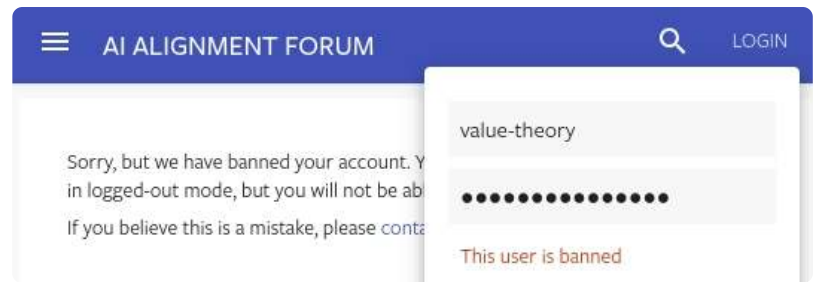 AI ALIGNMENT FORUM
LOGIN
Sorry, but we have banned your account. Y
in logged-out mode, but you will not be ab
If you believe this is a mistake, please conta
value-theory
••••••••••••••••
This user is banned